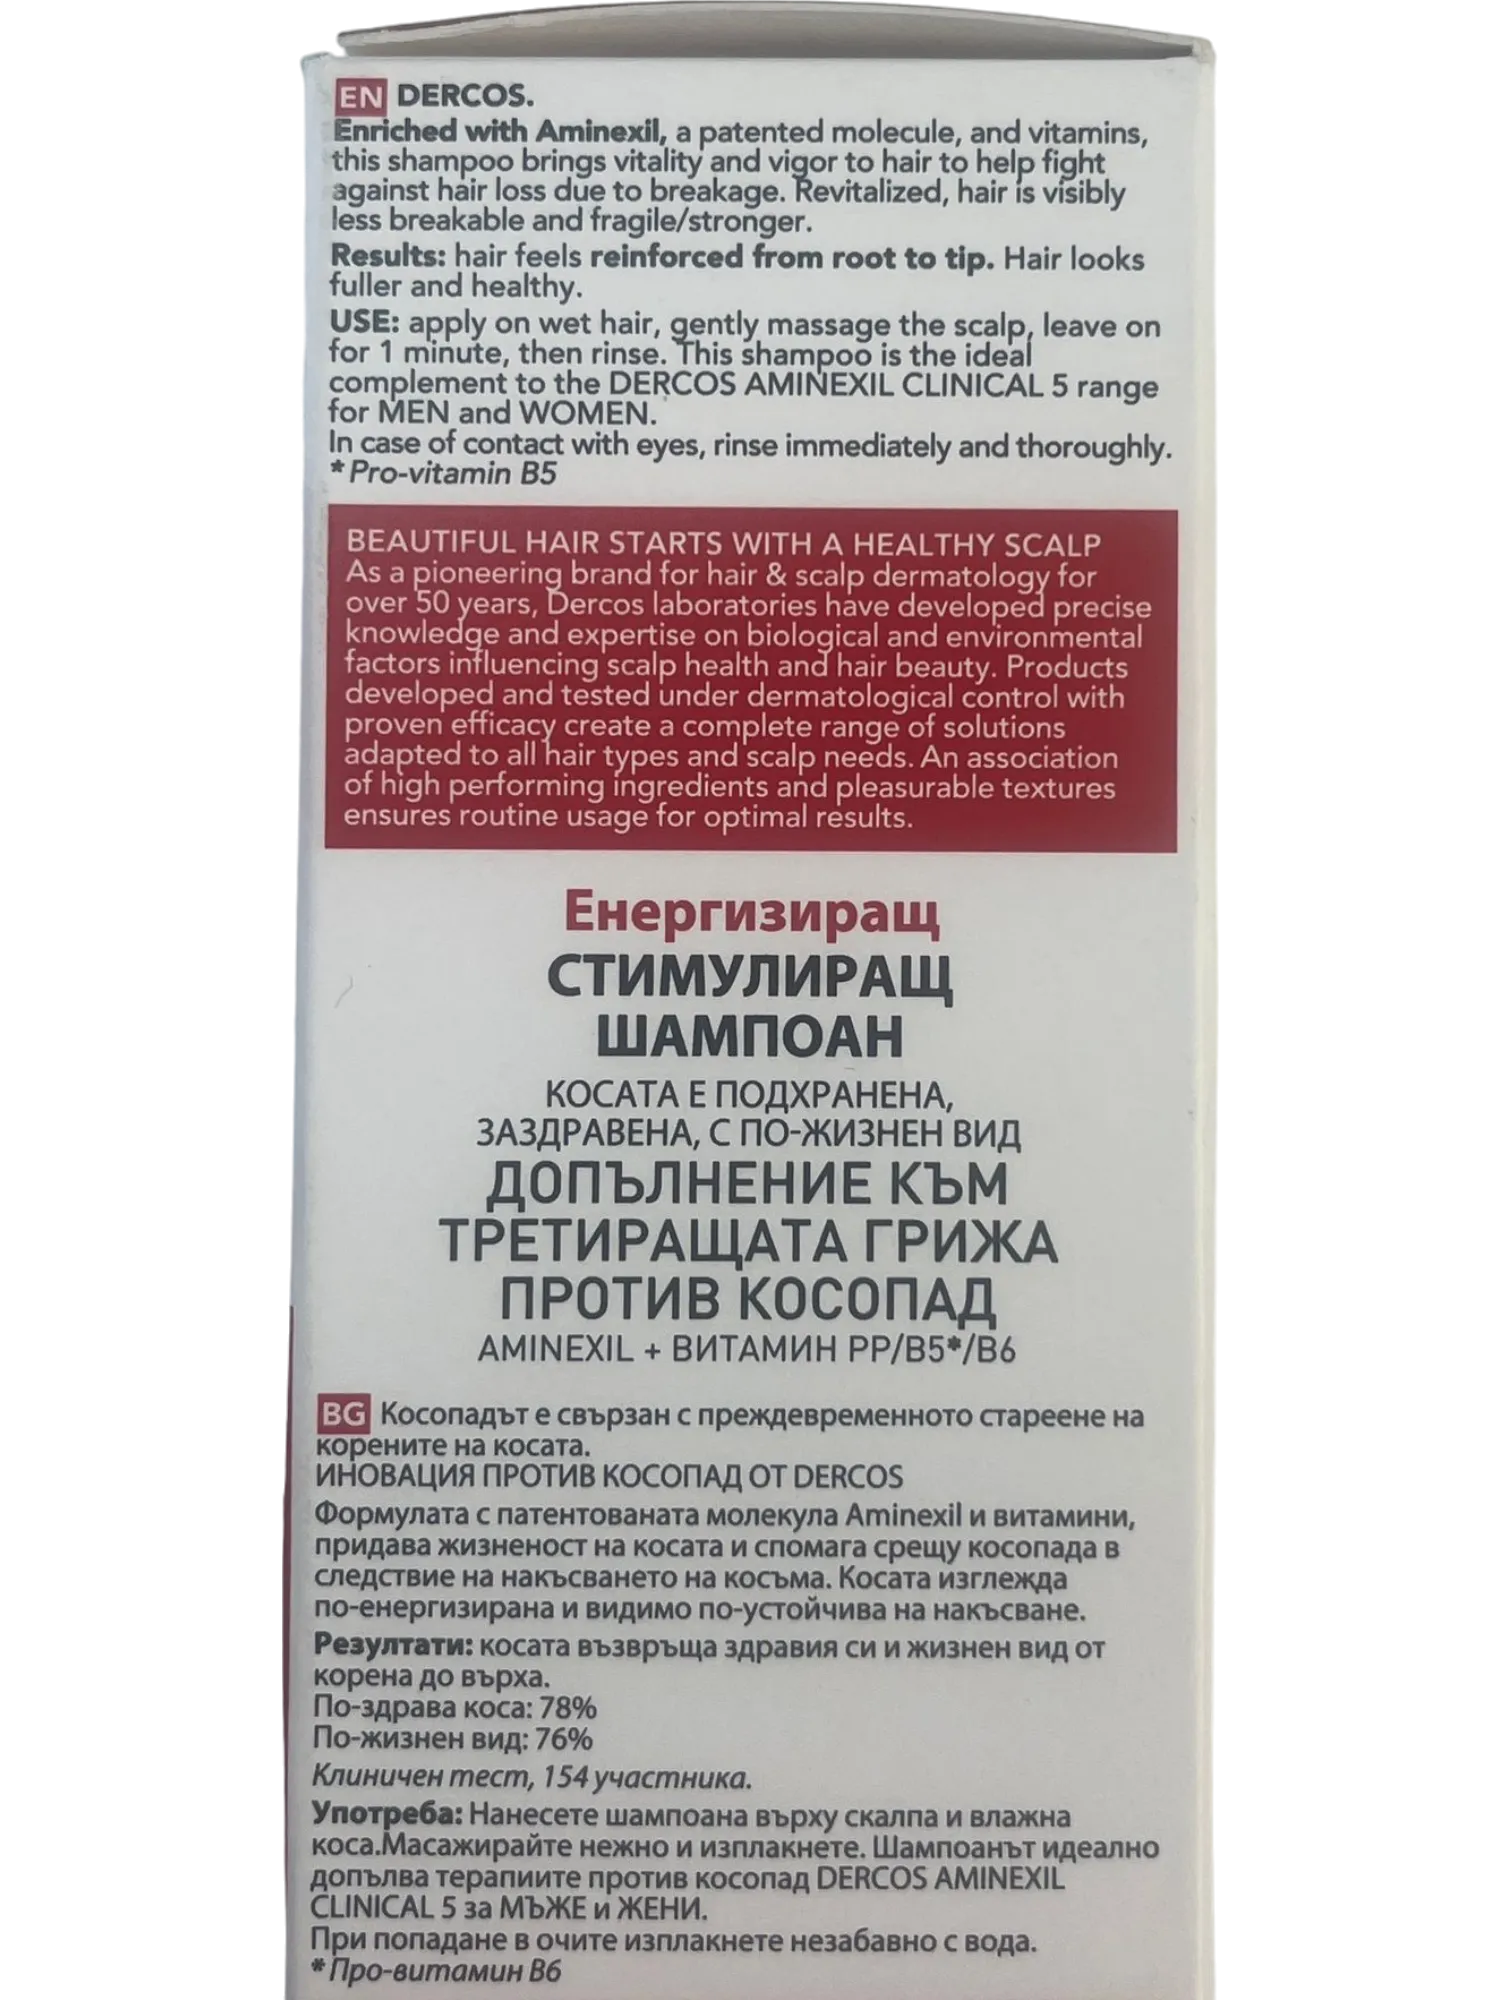 EN DERCOS.
Enriched with Aminexil, a patented molecule, and vitamins,
this shampoo brings vitality and vigor to hair to help fight
against hair loss due to breakage. Revitalized, hair is visibly
less breakable and fragile/stronger.
Results: hair feels reinforced from root to tip. Hair looks
fuller and healthy.
USE: apply on wet hair, gently massage the scalp, leave on
for 1 minute, then rinse. This shampoo is the ideal
complement to the DERCOS AMINEXIL CLINICAL 5 range
for MEN and WOMEN.
In case of contact with eyes, rinse immediately and thoroughly.
*Pro-vitamin B5
BEAUTIFUL HAIR STARTS WITH A HEALTHY SCALP
As a pioneering brand for hair & scalp dermatology for
over 50 years, Dercos laboratories have developed precise
knowledge and expertise on biological and environmental
factors influencing scalp health and hair beauty. Products
developed and tested under dermatological control with
proven efficacy create a complete range of solutions
adapted to all hair types and scalp needs. An association
of high performing ingredients and pleasurable textures
ensures routine usage for optimal results.
Енергизиращ
СТИМУЛИРАЩ
ШАМПОАН
КОСАТА Е ПОДХРАНЕНА,
ЗАЗДРАВЕНА, С ПО-ЖИЗНЕН ВИД
ДОПЪЛНЕНИЕ КЪМ
ТРЕТИРАЩАТА ГРИЖА
ПРОТИВ КОСОПАД
AMINEXIL + ВИТАМИН PP/B5*/B6
BG Косопадът е свързан с преждевременното стареене на
корените на косата.
ИНОВАЦИЯ ПРОТИВ КОСОПАД ОТ DERCOS
Формулата с патентованата молекула Aminexil и витамини,
придава жизненост на косата и спомага срещу косопада в
следствие на накъсването на косъма. Косата изглежда
по-енергизирана и видимо по-устойчива на накъсване.
Резултати: косата възвръща здравия си и жизнен вид от
корена до върха.
По-здрава коса: 78%
По-жизнен вид: 76%
Клиничен тест, 154 участника.
Употреба: Нанесете шампоана върху скалпа и влажна
коса.Масажирайте нежно и изплакнете. Шампоанът идеално
допълва терапиите против косопад DERCOS AMINEXIL
CLINICAL 5 за МЪЖЕ и ЖЕНИ.
При попадане в очите изплакнете незабавно с вода.
*Про-витамин В6